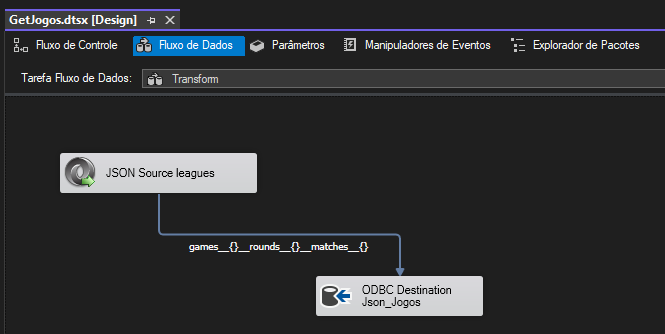 GetJogos.dtsx [Design]
Fluxo de Controle
Fluxo de Dados
Parâmetros
Manipuladores de Eventos
Explorador de Pacotes
Tarefa Fluxo de Dados:
Transform
JSON Source leagues
games__{}__rounds__{}__matches__{}
ODBC Destination
Json_Jogos